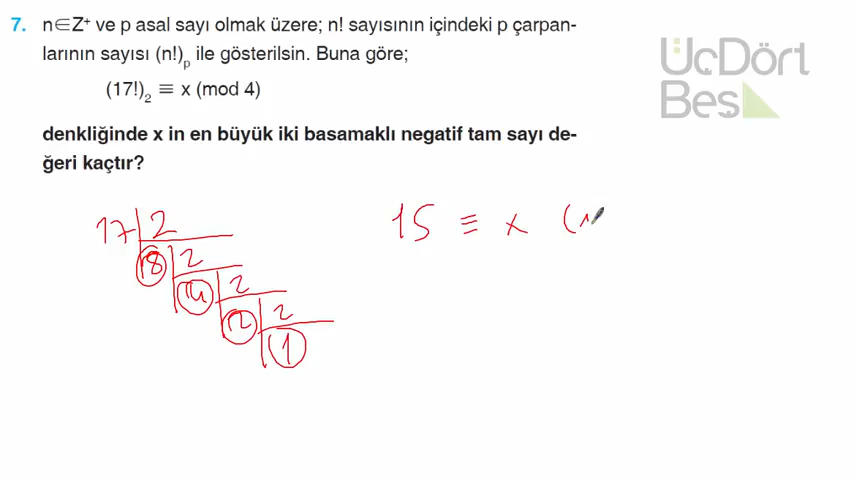 7. n∈Z⁺ ve p asal sayı olmak üzere; n! sayısının içindeki p çarpan-
larının sayısı (n!)ₚ ile gösterilsin. Buna göre;
(17!)₂ ≡ x (mod 4)
denkliğinde x in en büyük iki basamaklı negatif tam sayı de-
ğeri kaçtır?
ÜçDört
Beş
17 2
8 2
4 2
2 2
1
15 ≡ x (